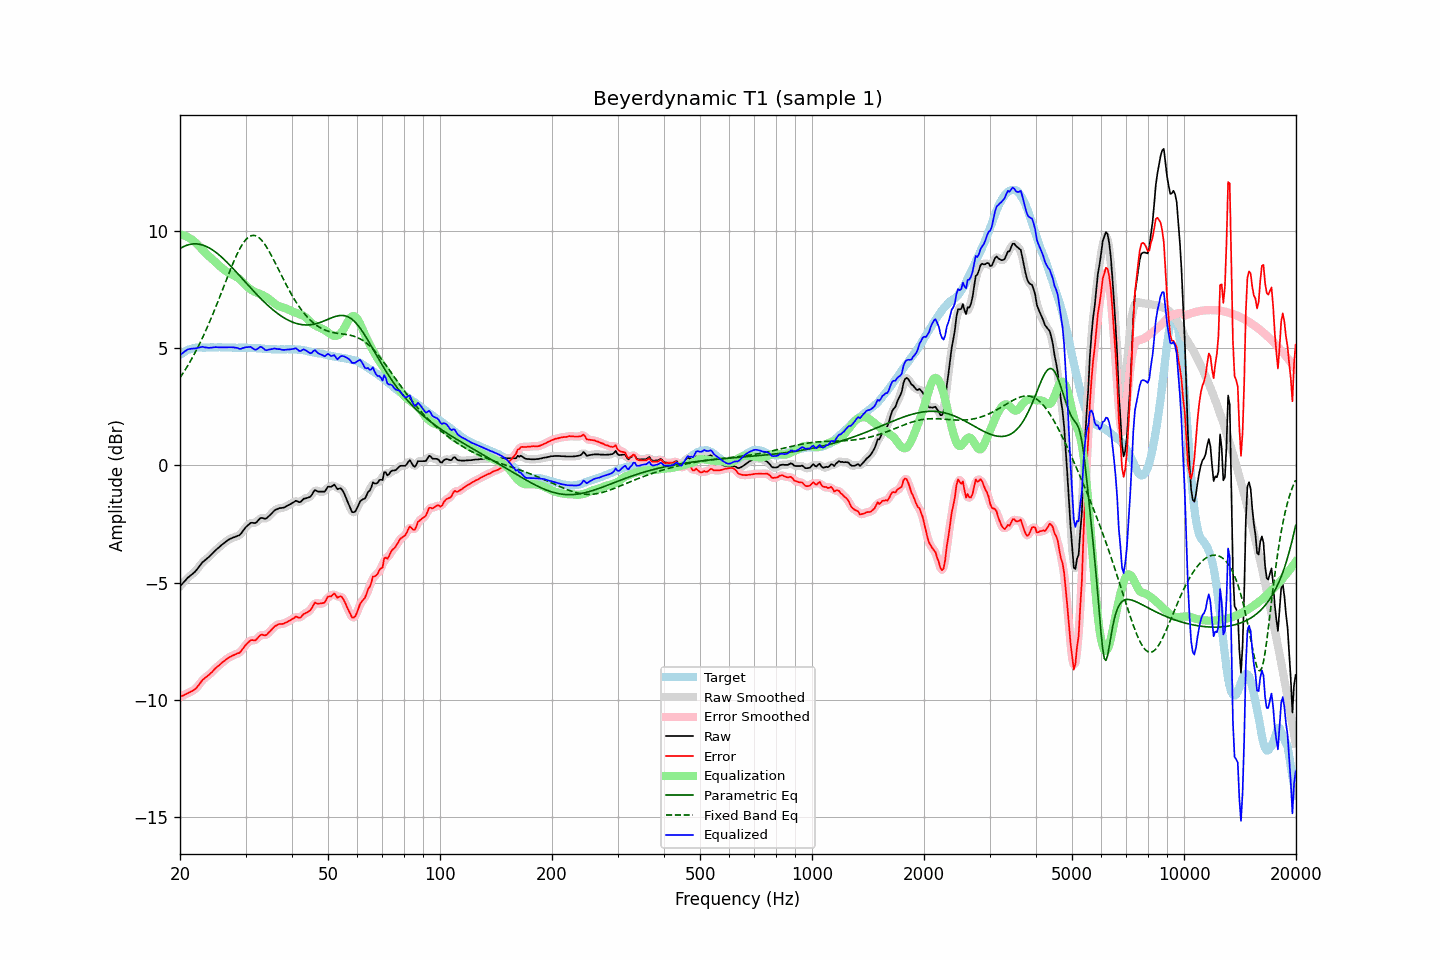 Beyerdynamic T1 (sample 1)
Amplitude (dBr)
10
5
0
−5
−10
−15
20
50
100
200
500
1000
2000
5000
10000
20000
Frequency (Hz)
Target
Raw Smoothed
Error Smoothed
Raw
Error
Equalization
Parametric Eq
Fixed Band Eq
Equalized